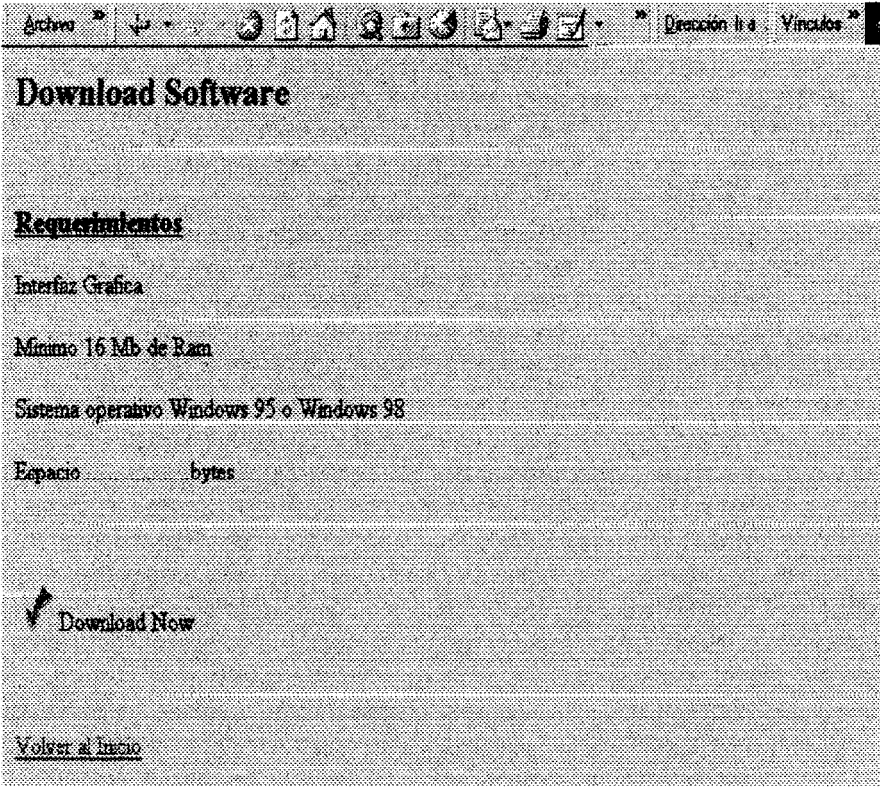 Archivo » Dirección Ir a Vínculos »
Download Software
Requerimientos
Interfaz Grafica
Minimo 16 Mb de Ram
Sistema operativo Windows 95 o Windows 98
Espacio ................... bytes
Download Now
Volver al Inicio